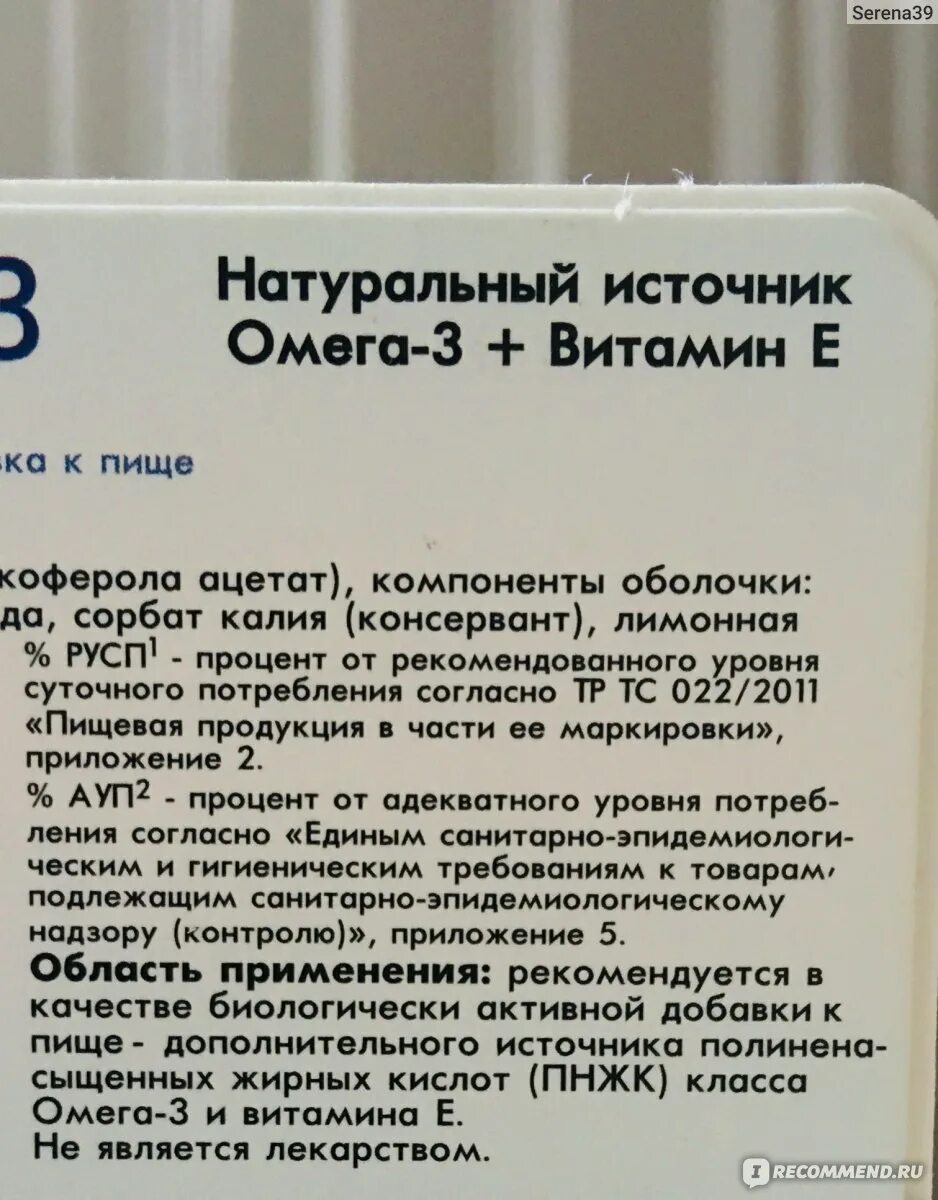 Serena39
3
Натуральный источник
Омега-3 + Витамин Е
вка к пище
коферола ацетат), компоненты оболочки:
да, сорбат калия (консервант), лимонная
% РУСП¹ - процент от рекомендованного уровня
суточного потребления согласно ТР ТС 022/2011
«Пищевая продукция в части ее маркировки»,
приложение 2.
% АУП² - процент от адекватного уровня потреб-
ления согласно «Единым санитарно-эпидемиологи-
ческим и гигиеническим требованиям к товарам,
подлежащим санитарно-эпидемиологическому
надзору (контролю)», приложение 5.
Область применения: рекомендуется в
качестве биологически активной добавки к
пище - дополнительного источника полинена-
сыщенных жирных кислот (ПНЖК) класса
Омега-3 и витамина Е.
Не является лекарством.
IRECOMMEND.RU